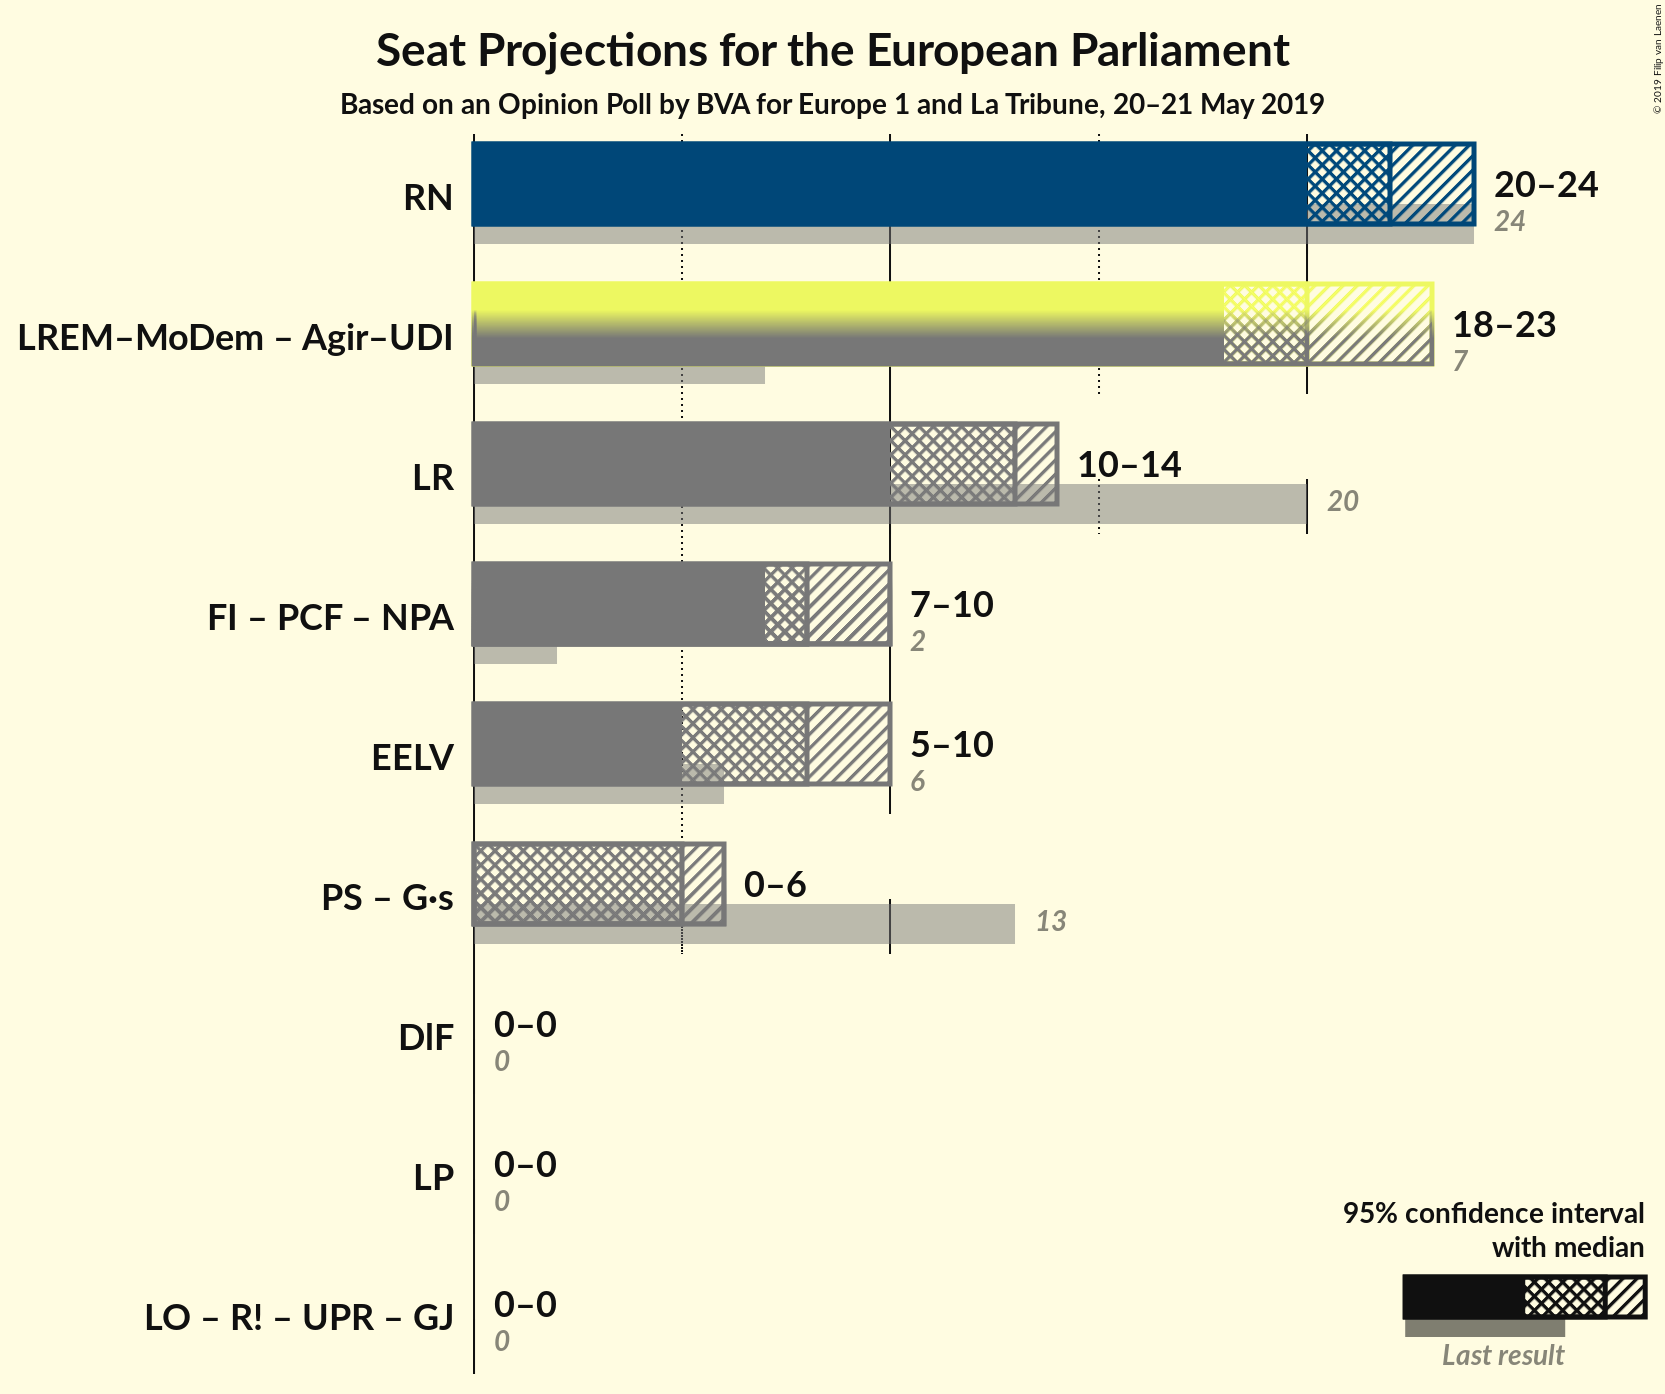 Seat Projections for the European Parliament
Based on an Opinion Poll by BVA for Europe 1 and La Tribune, 20–21 May 2019
© 2019 Filip van Laenen
RN
20–24
24
LREM–MoDem – Agir–UDI
18–23
7
LR
10–14
20
FI – PCF – NPA
7–10
2
EELV
5–10
6
PS – G·s
0–6
13
DlF
0–0
0
LP
0–0
0
LO – R! – UPR – GJ
0–0
0
95% confidence interval
with median
Last result